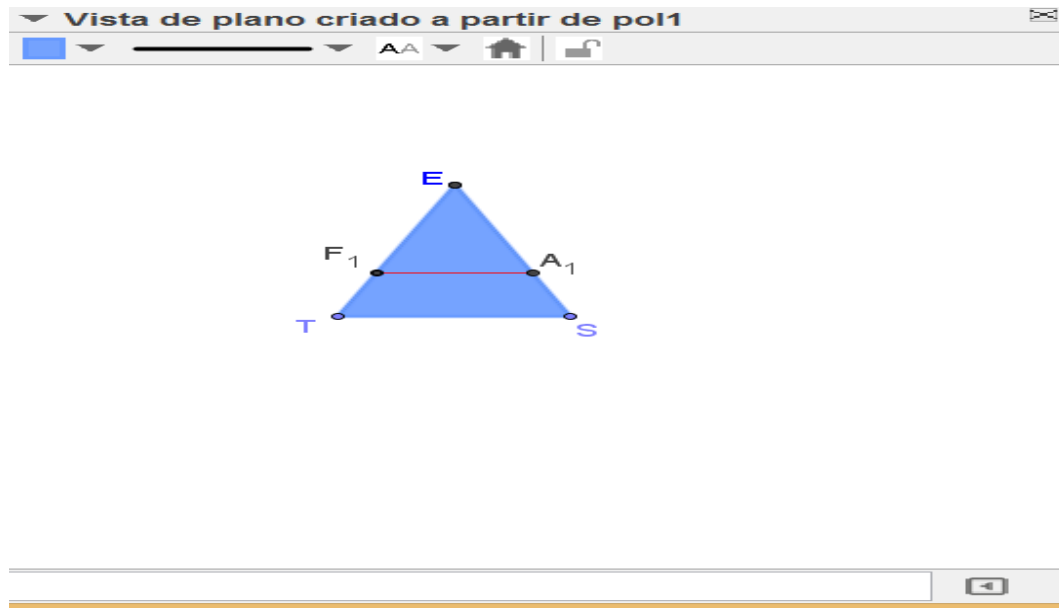 Vista de plano criado a partir de pol1
AA
E
F₁
A₁
T
S